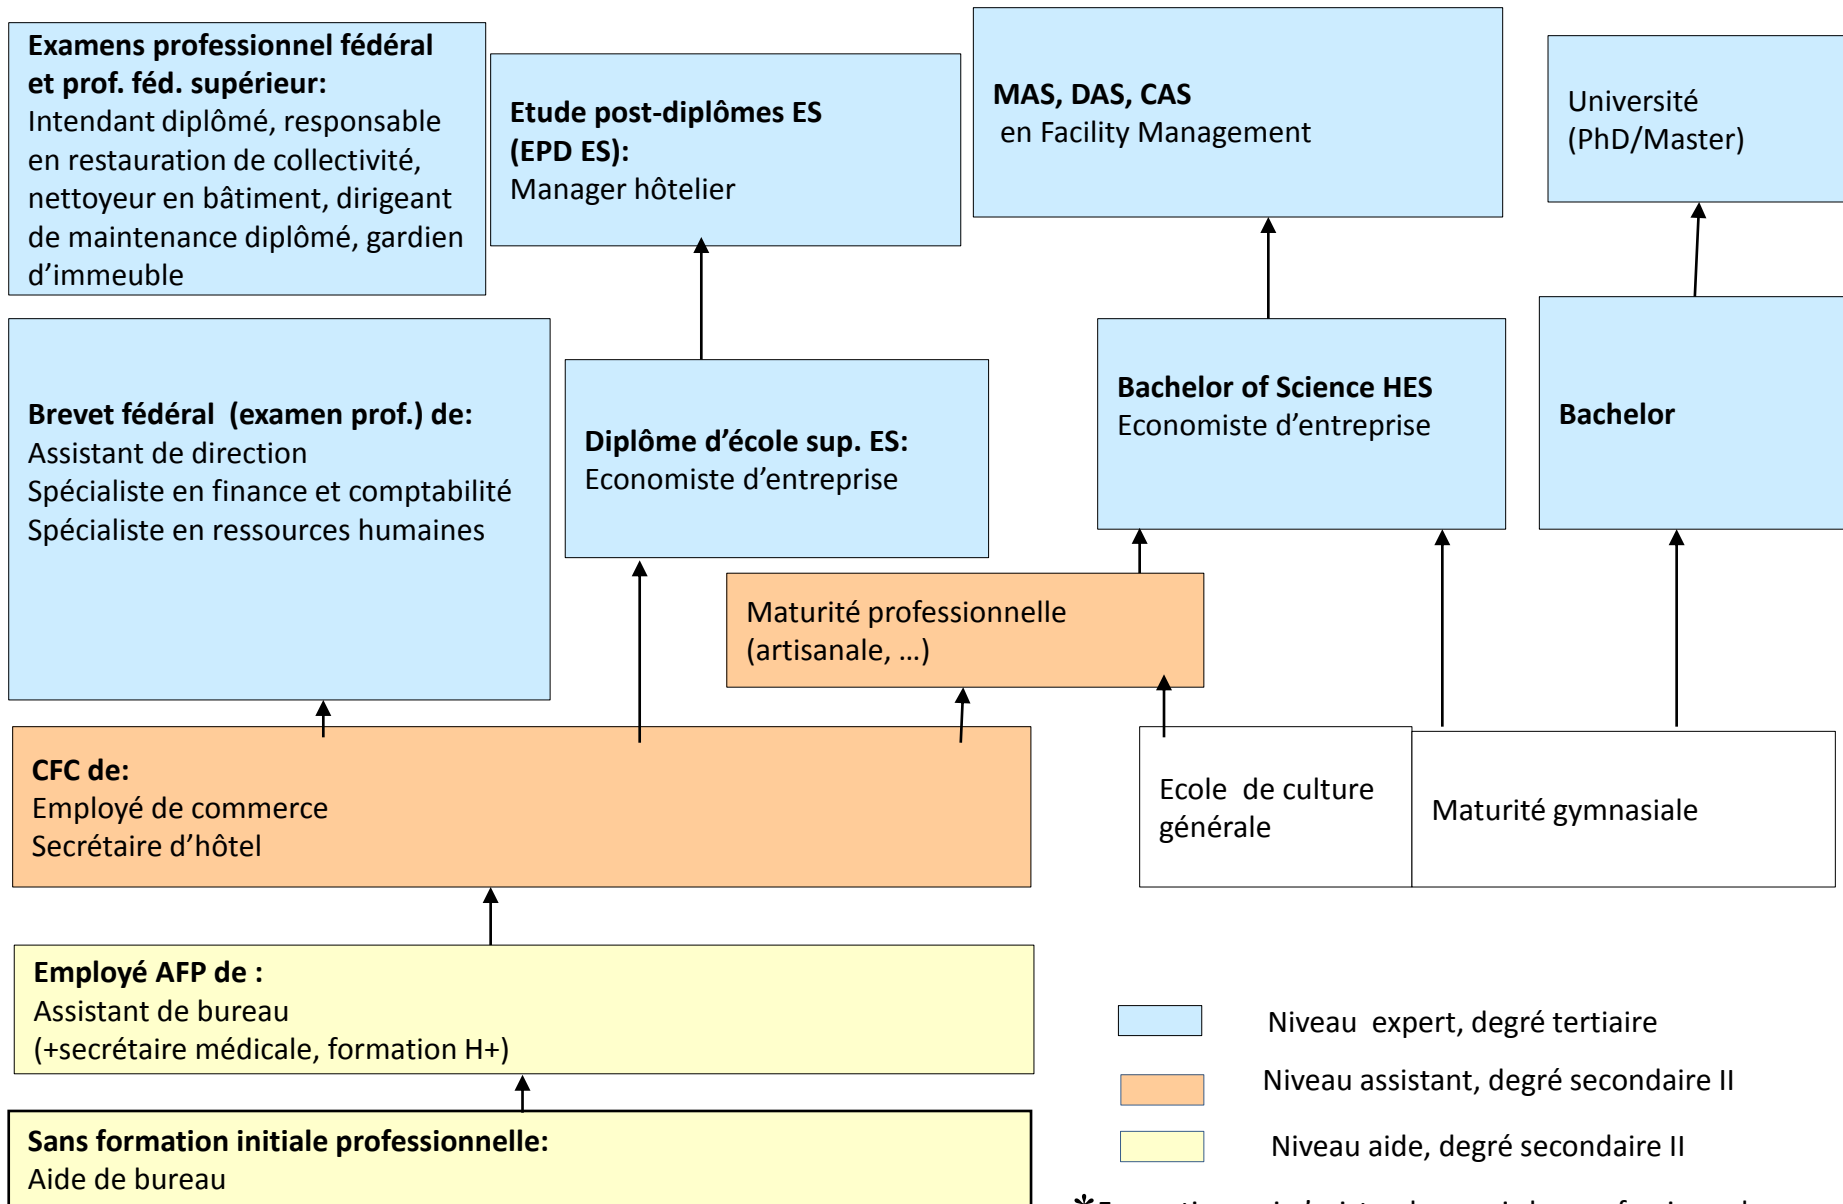 Examens professionnel fédéral
et prof. féd. supérieur:
Intendant diplômé, responsable
en restauration de collectivité,
nettoyeur en bâtiment, dirigeant
de maintenance diplômé, gardien
d’immeuble
Etude post-diplômes ES
(EPD ES):
Manager hôtelier
MAS, DAS, CAS
en Facility Management
Université
(PhD/Master)
Brevet fédéral (examen prof.) de:
Assistant de direction
Spécialiste en finance et comptabilité
Spécialiste en ressources humaines
Diplôme d’école sup. ES:
Economiste d’entreprise
Bachelor of Science HES
Economiste d’entreprise
Bachelor
Maturité professionnelle
(artisanale, ...)
CFC de:
Employé de commerce
Secrétaire d’hôtel
Ecole de culture
générale
Maturité gymnasiale
Employé AFP de :
Assistant de bureau
(+secrétaire médicale, formation H+)
Sans formation initiale professionnelle:
Aide de bureau
Niveau expert, degré tertiaire
Niveau assistant, degré secondaire II
Niveau aide, degré secondaire II